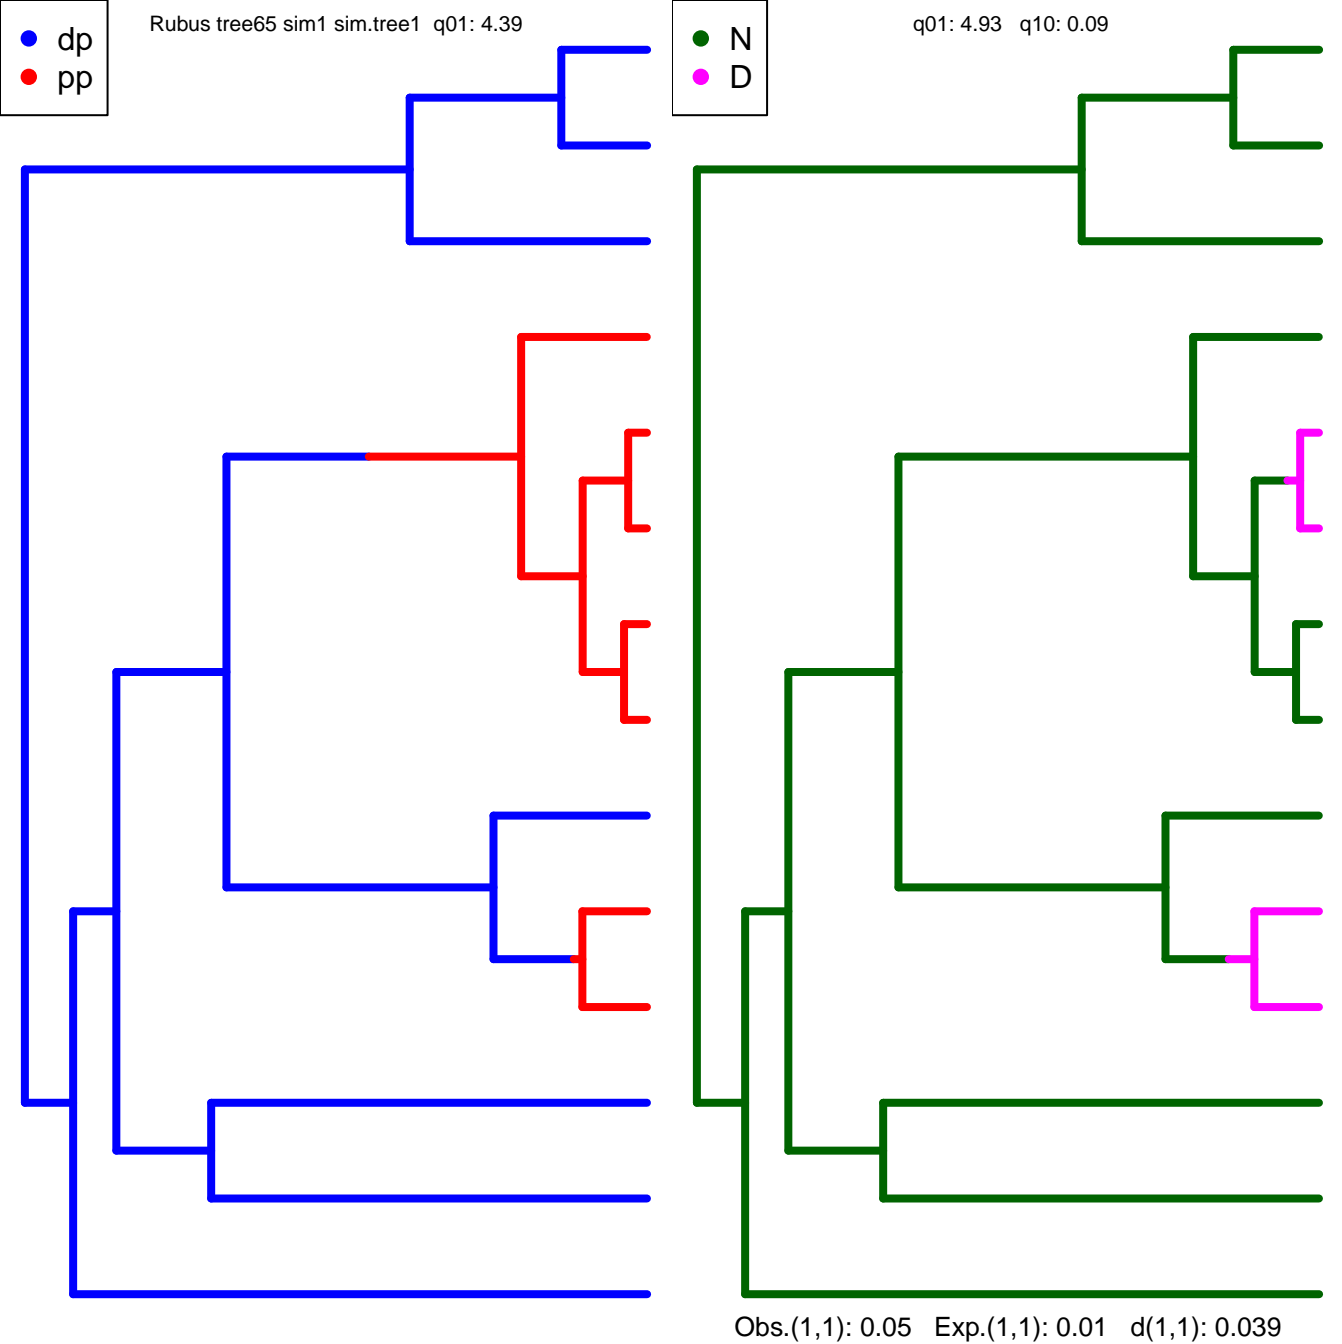 dp
pp
Rubus tree65 sim1 sim.tree1 q01: 4.39
N
D
q01: 4.93 q10: 0.09
Obs.(1,1): 0.05 Exp.(1,1): 0.01 d(1,1): 0.039